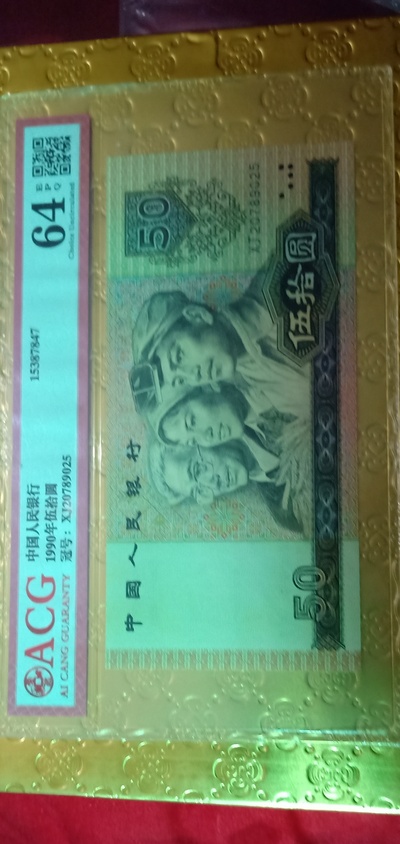 ACG
AI CANG GUARANTY
中国人民银行
1990年伍拾圆
冠号: XJ20789025
15387847
64
EPQ
Choice Uncirculated
中国人民银行
50
伍拾圆
XJ20789025
50